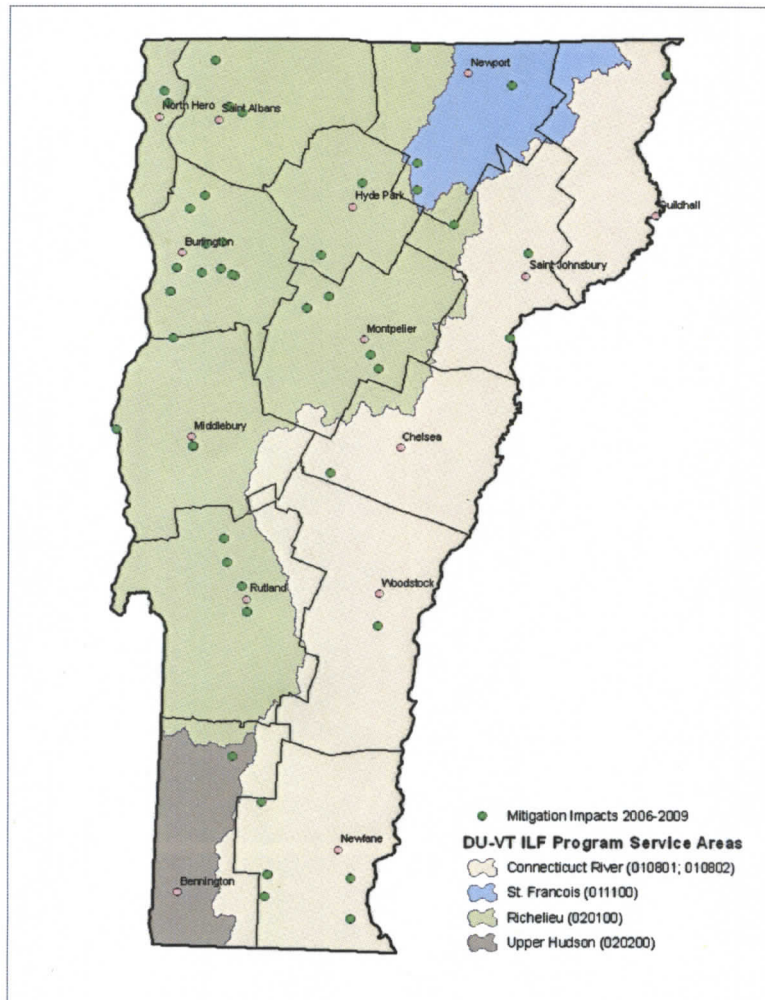 Newport
North Hero
Saint Albans
Hyde Park
Guildhall
Burlington
Saint Johnsbury
Montpelier
Middlebury
Chelsea
Rutland
Woodstock
Newfane
Bennington
Mitigation Impacts 2006-2009
DU-VT ILF Program Service Areas
Connecticut River (010801; 010802)
St. Francois (011100)
Richelieu (020100)
Upper Hudson (020200)